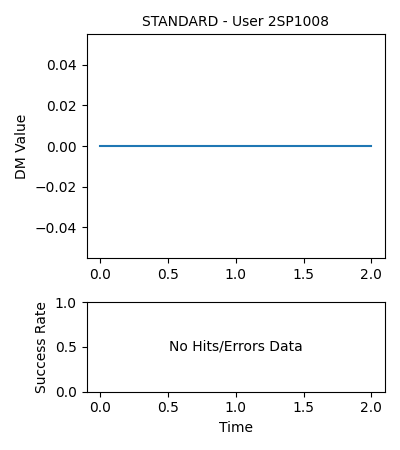 STANDARD - User 2SP1008
DM Value
0.04
0.02
0.00
−0.02
−0.04
0.0 0.5 1.0 1.5 2.0
Success Rate
1.0
0.5
0.0
No Hits/Errors Data
0.0 0.5 1.0 1.5 2.0
Time